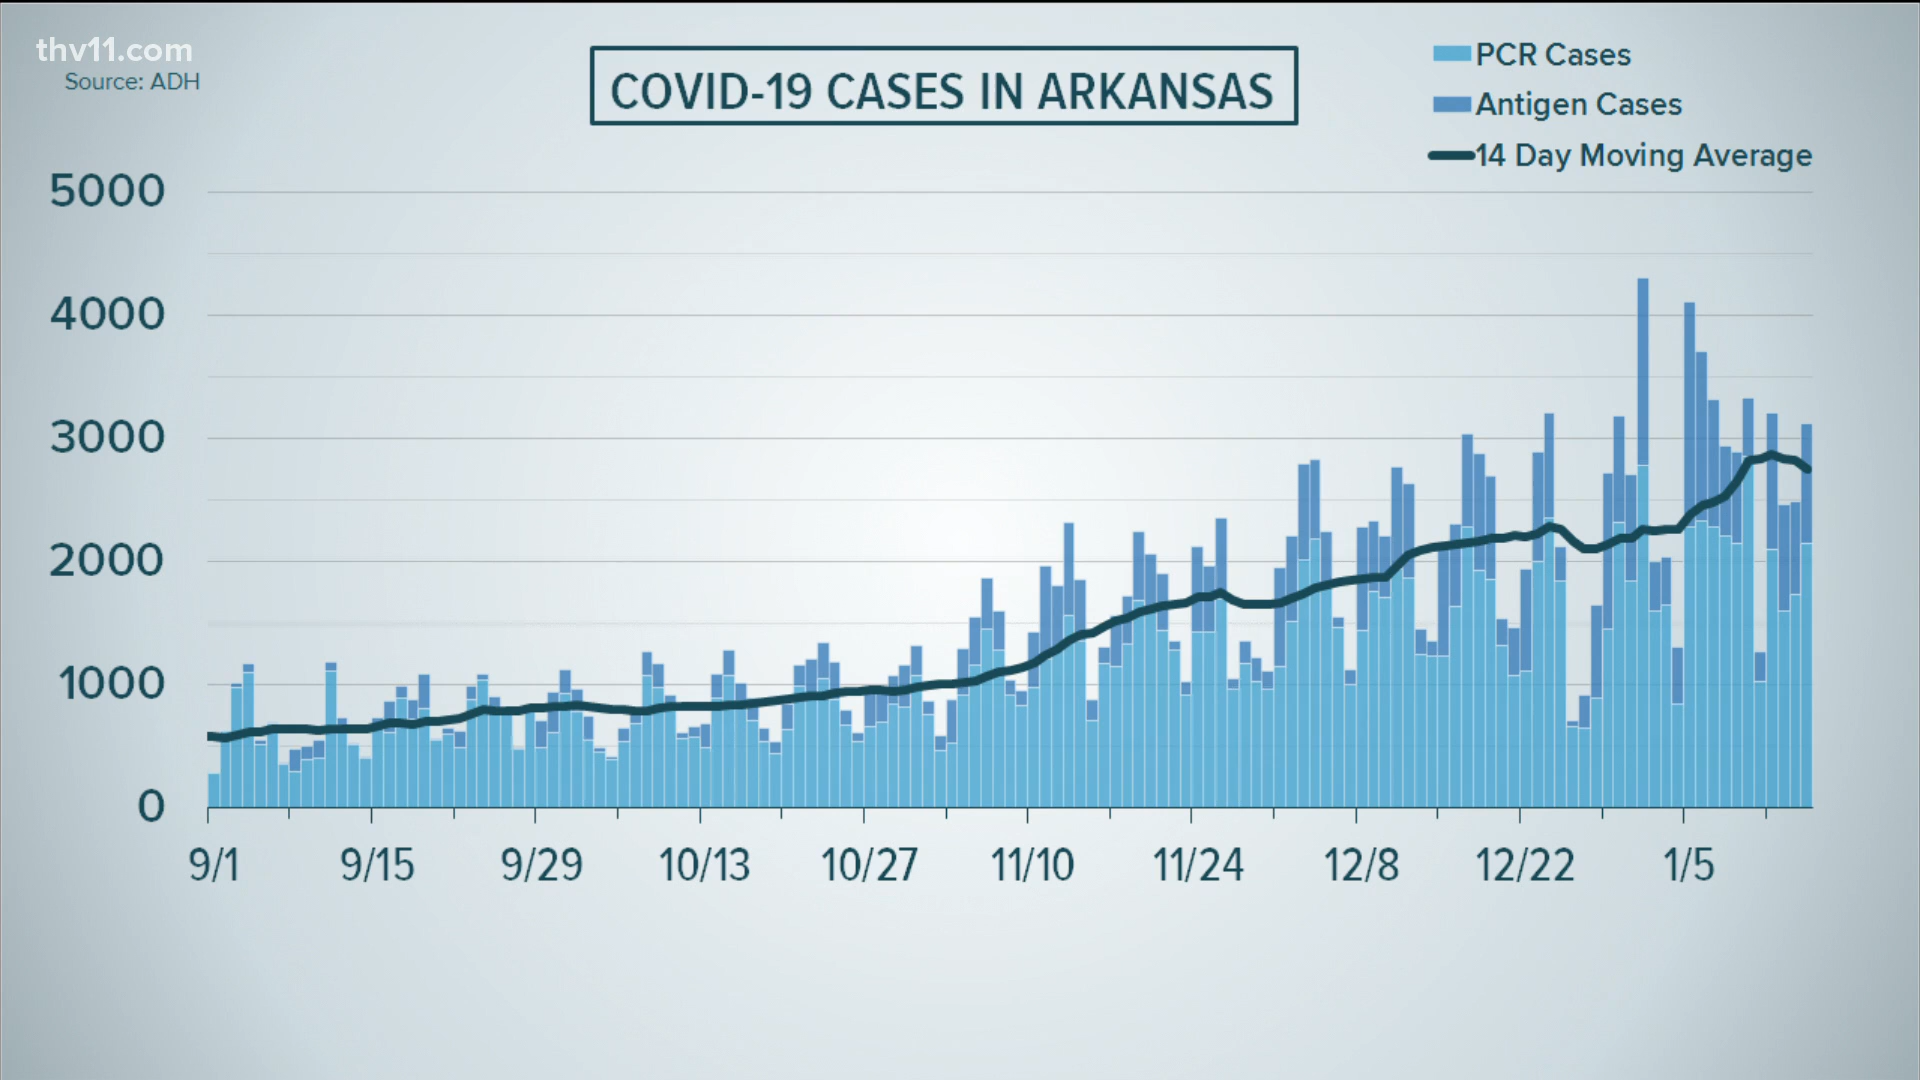 thv11.com
Source: ADH
COVID-19 CASES IN ARKANSAS
PCR Cases
Antigen Cases
14 Day Moving Average
5000
4000
3000
2000
1000
0
9/1 9/15 9/29 10/13 10/27 11/10 11/24 12/8 12/22 1/5